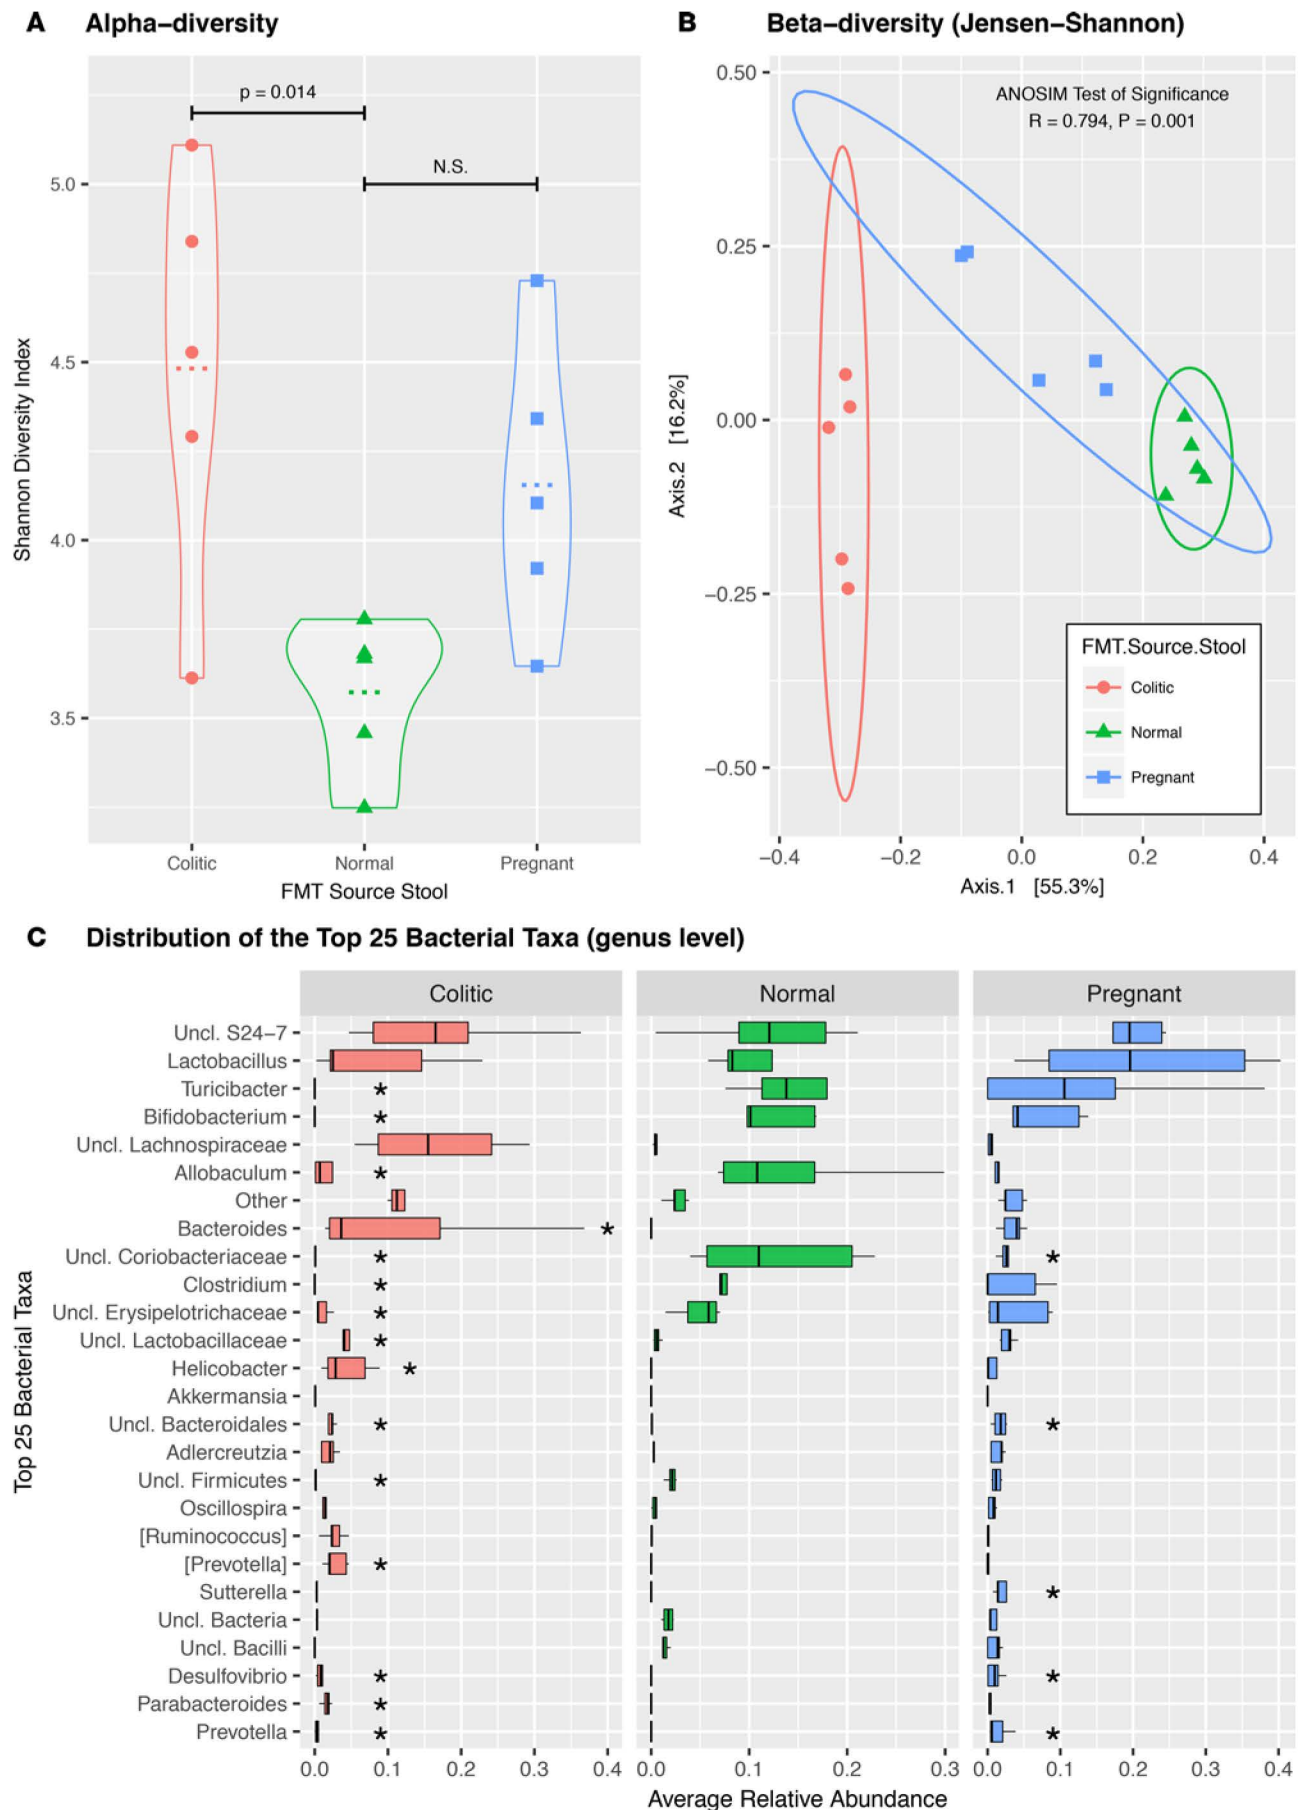 A Alpha–diversity
p = 0.014
N.S.
5.0
4.5
4.0
3.5
Shannon Diversity Index
Colitic Normal Pregnant
FMT Source Stool
B Beta–diversity (Jensen–Shannon)
ANOSIM Test of Significance
R = 0.794, P = 0.001
0.50
0.25
0.00
−0.25
−0.50
Axis.2 [16.2%]
FMT.Source.Stool
Colitic
Normal
Pregnant
−0.4 −0.2 0.0 0.2 0.4
Axis.1 [55.3%]
C Distribution of the Top 25 Bacterial Taxa (genus level)
Colitic Normal Pregnant
Top 25 Bacterial Taxa
Uncl. S24–7
Lactobacillus
Turicibacter *
Bifidobacterium *
Uncl. Lachnospiraceae
Allobaculum *
Other
Bacteroides *
Uncl. Coriobacteriaceae * *
Clostridium *
Uncl. Erysipelotrichaceae *
Uncl. Lactobacillaceae *
Helicobacter *
Akkermansia
Uncl. Bacteroidales * *
Adlercreutzia
Uncl. Firmicutes *
Oscillospira
[Ruminococcus]
[Prevotella] *
Sutterella *
Uncl. Bacteria
Uncl. Bacilli
Desulfovibrio * *
Parabacteroides *
Prevotella * *
0.0 0.1 0.2 0.3 0.4 0.0 0.1 0.2 0.3 0.0 0.1 0.2 0.3 0.4
Average Relative Abundance